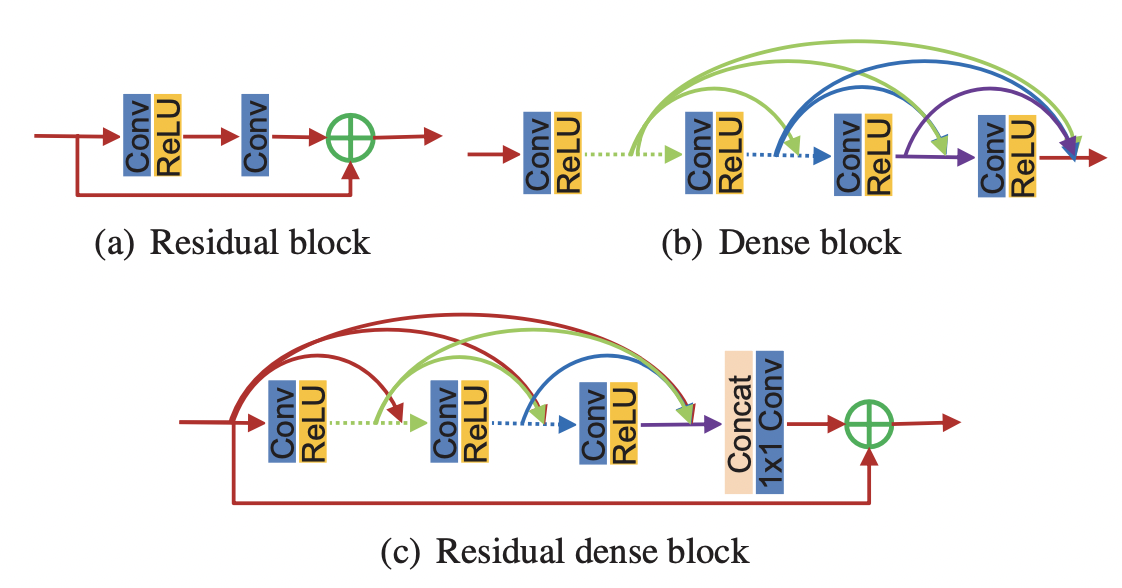 Conv
ReLU
Conv
(a) Residual block
Conv
ReLU
Conv
ReLU
Conv
ReLU
Conv
ReLU
(b) Dense block
Conv
ReLU
Conv
ReLU
Conv
ReLU
Concat
1x1 Conv
(c) Residual dense block